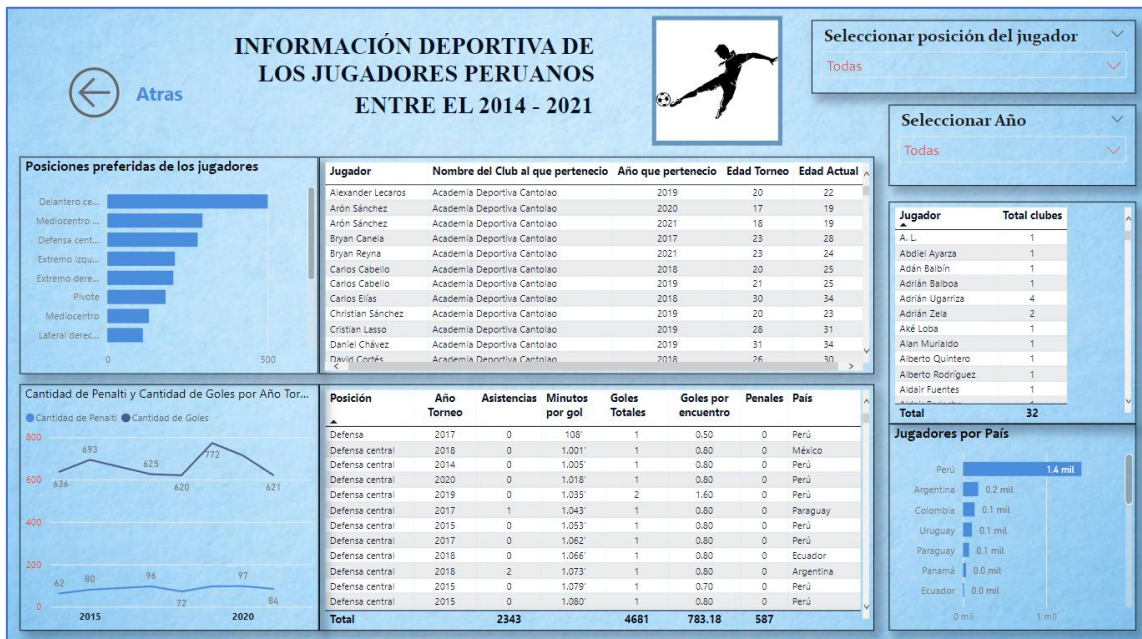 INFORMACIÓN DEPORTIVA DE
LOS JUGADORES PERUANOS
ENTRE EL 2014 - 2021
Atras
Seleccionar posición del jugador
Todas
Seleccionar Año
Todas
Posiciones preferidas de los jugadores
Delantero ce...
Mediocentro ...
Defensa cent...
Extremo izqu...
Extremo dere...
Pivote
Mediocentro
Lateral derec...
0 500
Jugador Nombre del Club al que pertenecio Año que pertenecio Edad Torneo Edad Actual
Alexander Lecaros Academia Deportiva Cantolao 2019 20 22
Arón Sánchez Academia Deportiva Cantolao 2020 17 19
Arón Sánchez Academia Deportiva Cantolao 2021 18 19
Bryan Canela Academia Deportiva Cantolao 2017 23 28
Bryan Reyna Academia Deportiva Cantolao 2021 23 24
Carlos Cabello Academia Deportiva Cantolao 2018 20 25
Carlos Cabello Academia Deportiva Cantolao 2019 21 25
Carlos Elías Academia Deportiva Cantolao 2018 30 34
Christian Sánchez Academia Deportiva Cantolao 2019 20 23
Cristian Lasso Academia Deportiva Cantolao 2019 28 31
Daniel Chávez Academia Deportiva Cantolao 2019 31 34
David Cortés Academia Deportiva Cantolao 2018 26 30
Jugador Total clubes
A. L. 1
Abdiel Ayarza 1
Adán Balbín 1
Adrián Balboa 1
Adrián Ugarriza 4
Adrián Zela 2
Aké Loba 1
Alan Murialdo 1
Alberto Quintero 1
Alberto Rodríguez 1
Aldair Fuentes 1
Total 32
Cantidad de Penalti y Cantidad de Goles por Año Tor...
Cantidad de Penalti Cantidad de Goles
800
600
400
200
0
636 693 625 620 772 621
62 80 96 72 97 84
2015 2020
Posición Año Torneo Asistencias Minutos por gol Goles Totales Goles por encuentro Penales País
Defensa 2017 0 108' 1 0.50 0 Perú
Defensa central 2018 0 1.001' 1 0.80 0 México
Defensa central 2014 0 1.005' 1 0.80 0 Perú
Defensa central 2020 0 1.018' 1 0.80 0 Perú
Defensa central 2019 0 1.035' 2 1.60 0 Perú
Defensa central 2017 1 1.043' 1 0.80 0 Paraguay
Defensa central 2015 0 1.053' 1 0.80 0 Perú
Defensa central 2017 0 1.062' 1 0.80 0 Perú
Defensa central 2018 0 1.066' 1 0.80 0 Ecuador
Defensa central 2018 2 1.073' 1 0.80 0 Argentina
Defensa central 2015 0 1.079' 1 0.70 0 Perú
Defensa central 2015 0 1.080' 1 0.80 0 Perú
Total 2343 4681 783.18 587
Jugadores por País
Perú 1.4 mil
Argentina 0.2 mil
Colombia 0.1 mil
Uruguay 0.1 mil
Paraguay 0.1 mil
Panamá 0.0 mil
Ecuador 0.0 mil
0 mil 1 mil